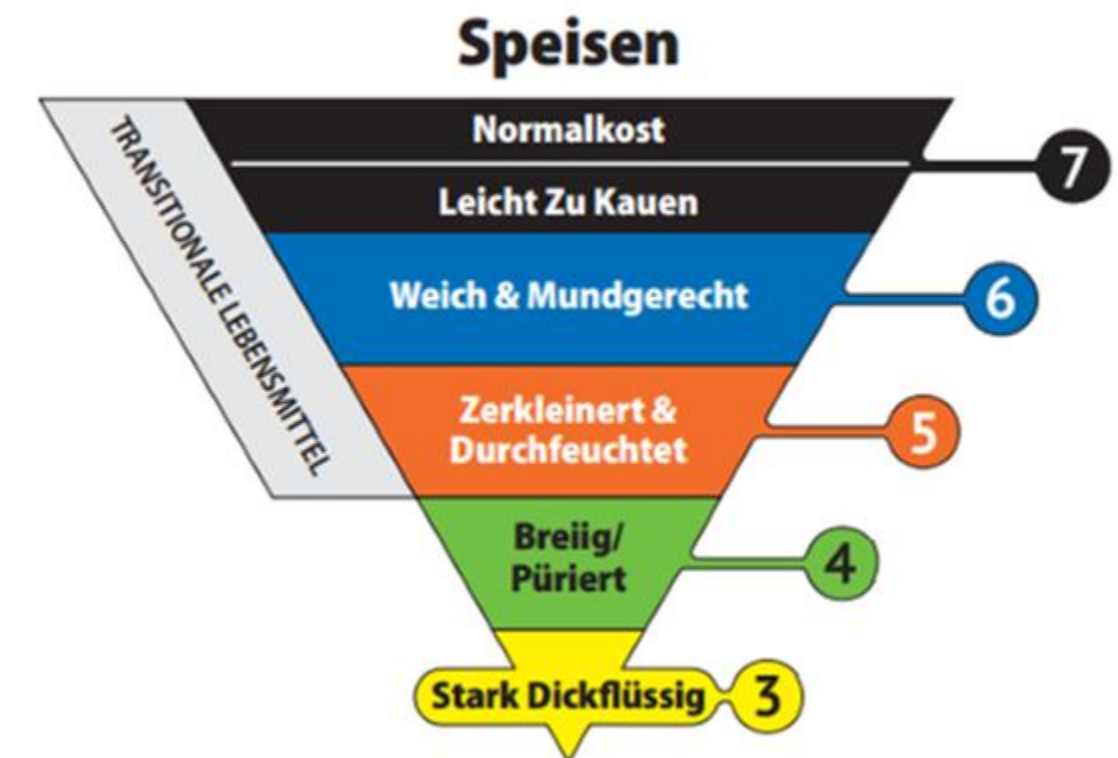 Speisen
TRANSITIONALE LEBENSMITTEL
Normalkost
7
Leicht Zu Kauen
Weich & Mundgerecht
6
Zerkleinert &
Durchfeuchtet
5
Breiig/
Püriert
4
Stark Dickflüssig
3